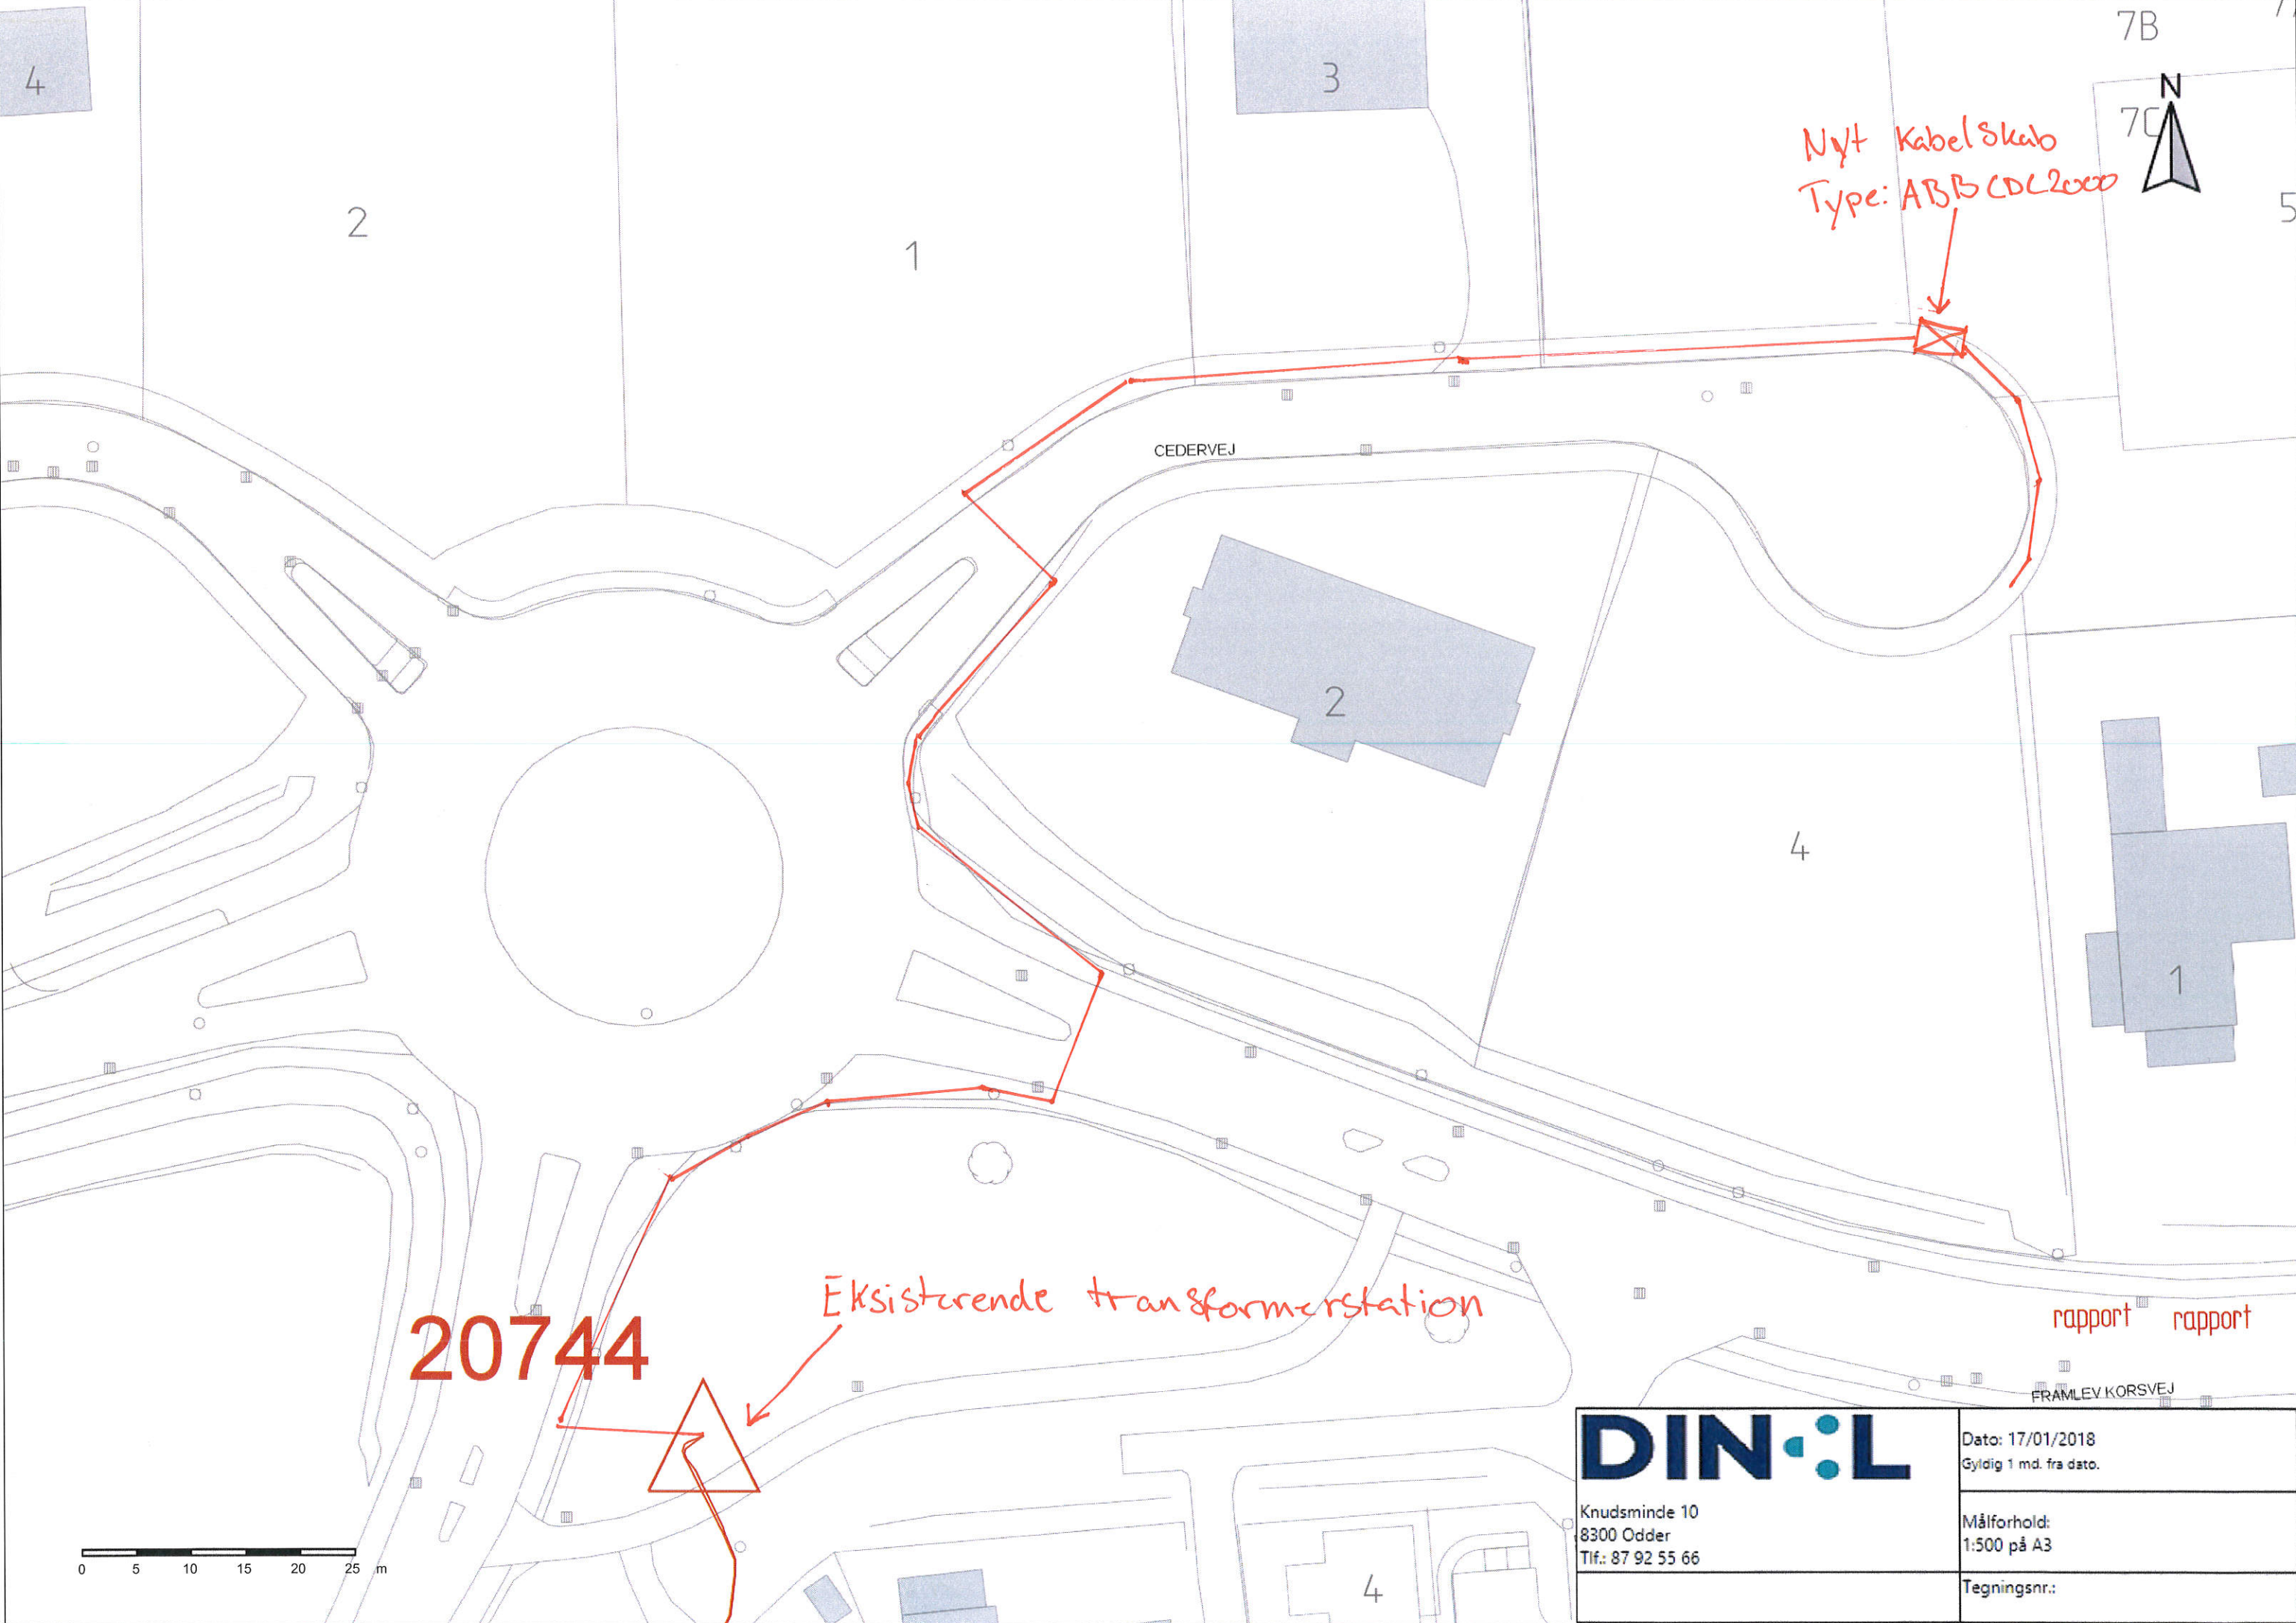 7B
4
3
N
7C
Nyt Kabelskab
Type: ABB CDC2000
2
1
5
CEDERVEJ
2
4
1
Eksisterende transformerstation
20744
rapport rapport
FRAMLEV KORSVEJ
DIN EL
Dato: 17/01/2018
Gyldig 1 md. fra dato.
Knudsminde 10
8300 Odder
Tlf.: 87 92 55 66
Målforhold:
1:500 på A3
Tegningsnr.:
0 5 10 15 20 25 m
4